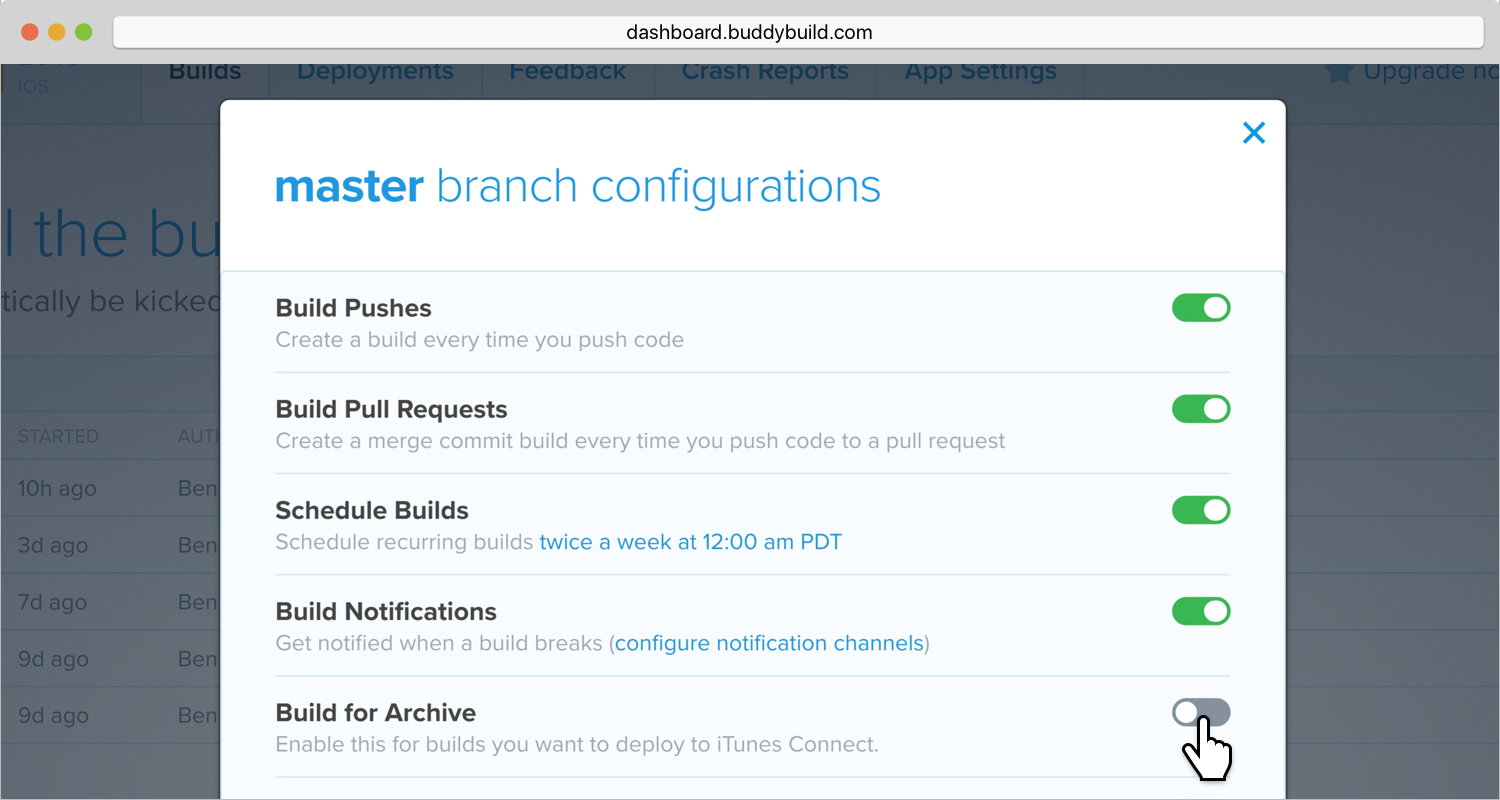 dashboard.buddybuild.com
IOS
Builds Deployments Feedback Crash Reports App Settings Upgrade
master branch configurations
the
be kicked
Build Pushes
Create a build every time you push code
Build Pull Requests
Create a merge commit build every time you push code to a pull request
STARTED
10h ago Ben
Schedule Builds
Schedule recurring builds twice a week at 12:00 am PDT
3d ago Ben
7d ago Ben
Build Notifications
Get notified when a build breaks (configure notification channels)
9d ago Ben
9d ago Ben
Build for Archive
Enable this for builds you want to deploy to iTunes Connect.